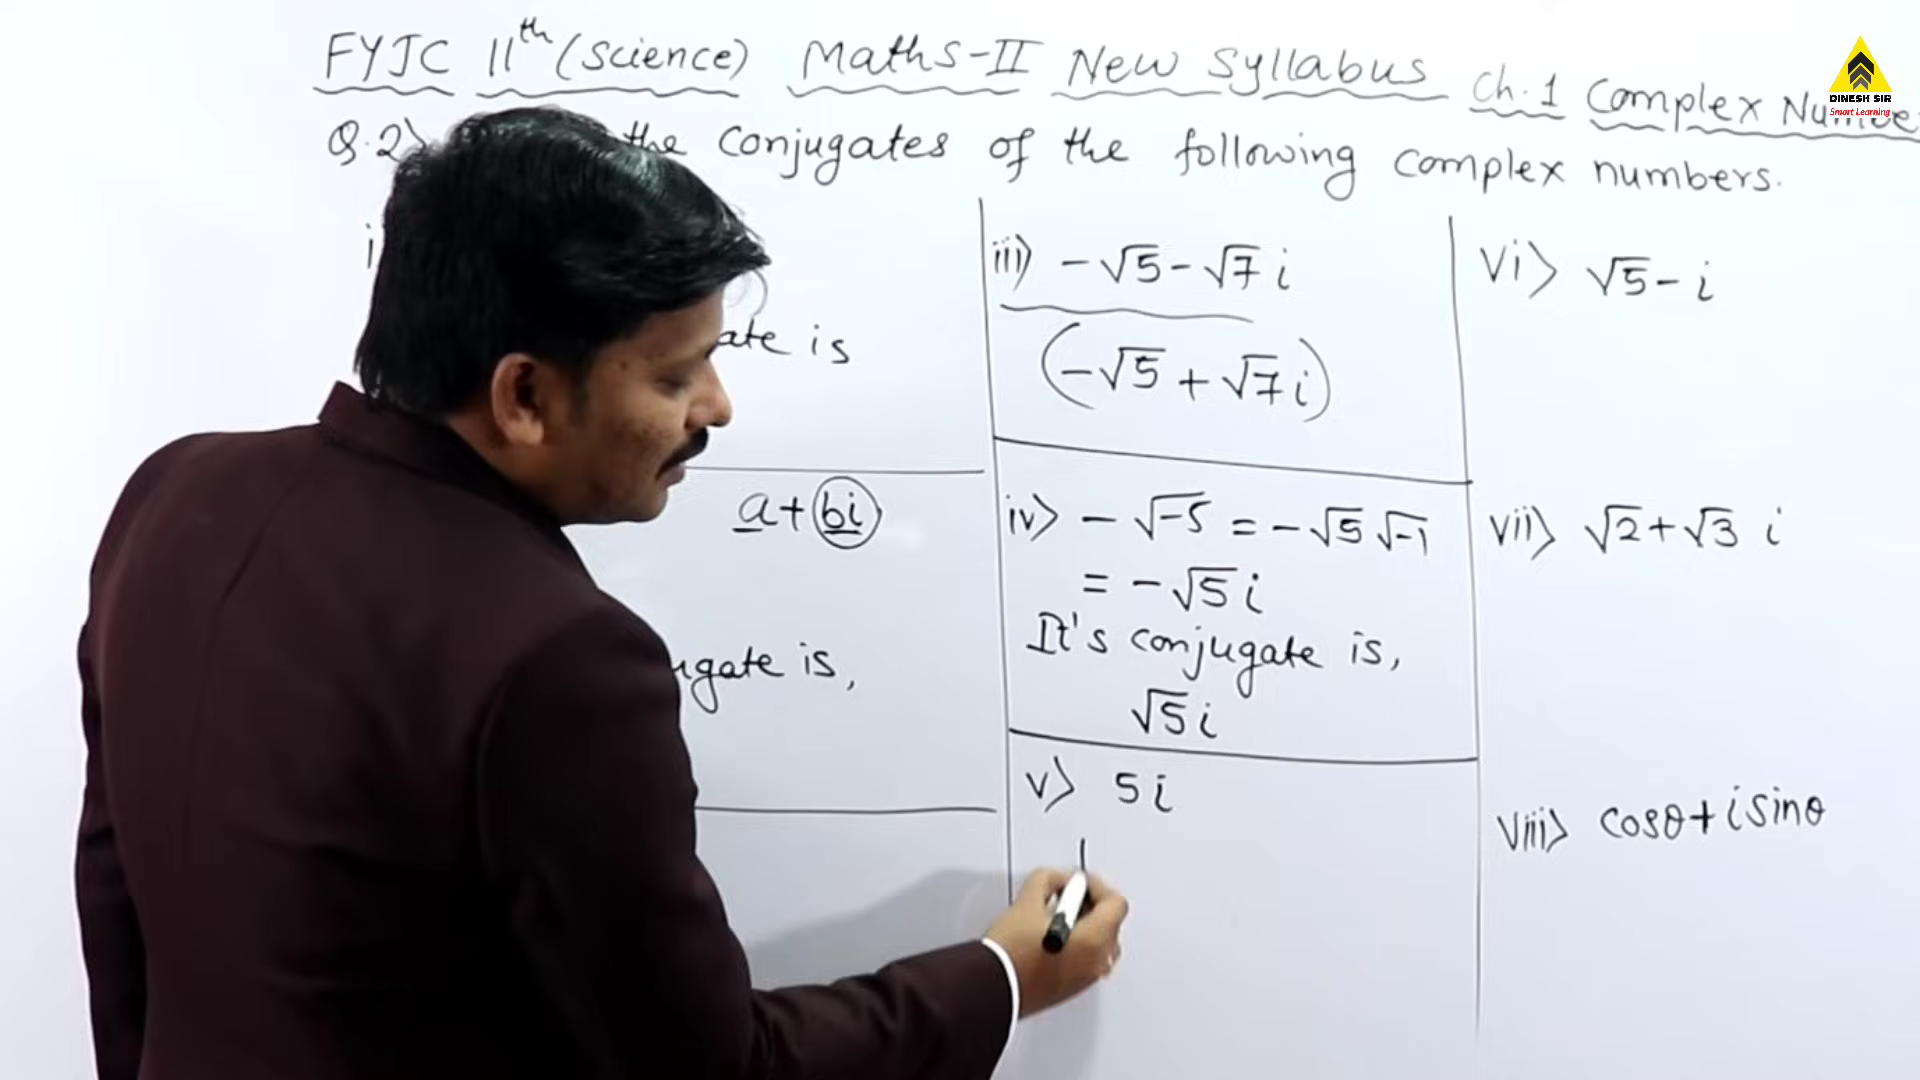 FYJC 11th (Science) Maths-II New Syllabus Ch.1 Complex Number
DINESH SIR
Smart Learning
Q.2) the conjugates of the following complex numbers.
i
ate is
a+bi
gate is,
iii) -√5-√7 i
(-√5 + √7 i)
iv) - √-5 = -√5 √-1
= -√5 i
It's conjugate is,
√5 i
v) 5i
vi) √5 - i
vii) √2+√3 i
viii) cosθ+isinθ